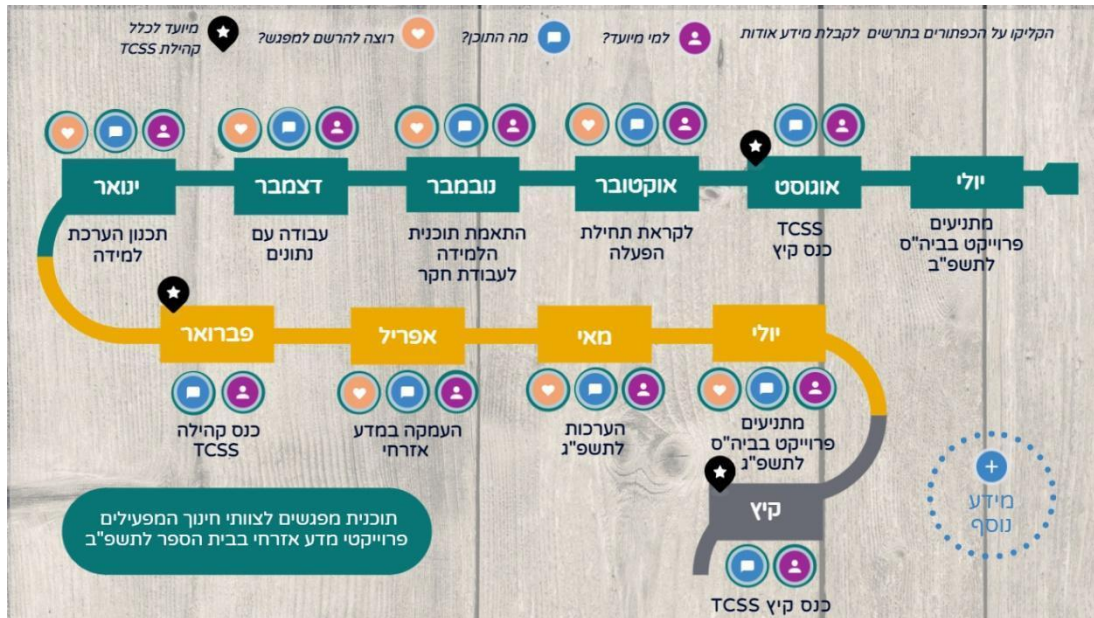 הקליקו על הכפתורים בתרשים לקבלת מידע אודות
למי מיועד?
מה התוכן?
רוצה להרשם למפגש?
מיועד לכלל
קהילת TCSS
יולי
מתניעים
פרוייקט בביה"ס
לתשפ"ב
אוגוסט
TCSS
כנס קיץ
אוקטובר
לקראת תחילת
הפעלה
נובמבר
התאמת תוכנית
הלמידה
לעבודת חקר
דצמבר
עבודה עם
נתונים
ינואר
תכנון הערכת
למידה
פברואר
כנס קהילה
TCSS
אפריל
העמקה במדע
אזרחי
מאי
הערכות
לתשפ"ג
יולי
מתניעים
פרוייקט בביה"ס
לתשפ"ג
קיץ
כנס קיץ TCSS
מידע
נוסף
תוכנית מפגשים לצוותי חינוך המפעילים
פרוייקטי מדע אזרחי בבית הספר לתשפ"ב